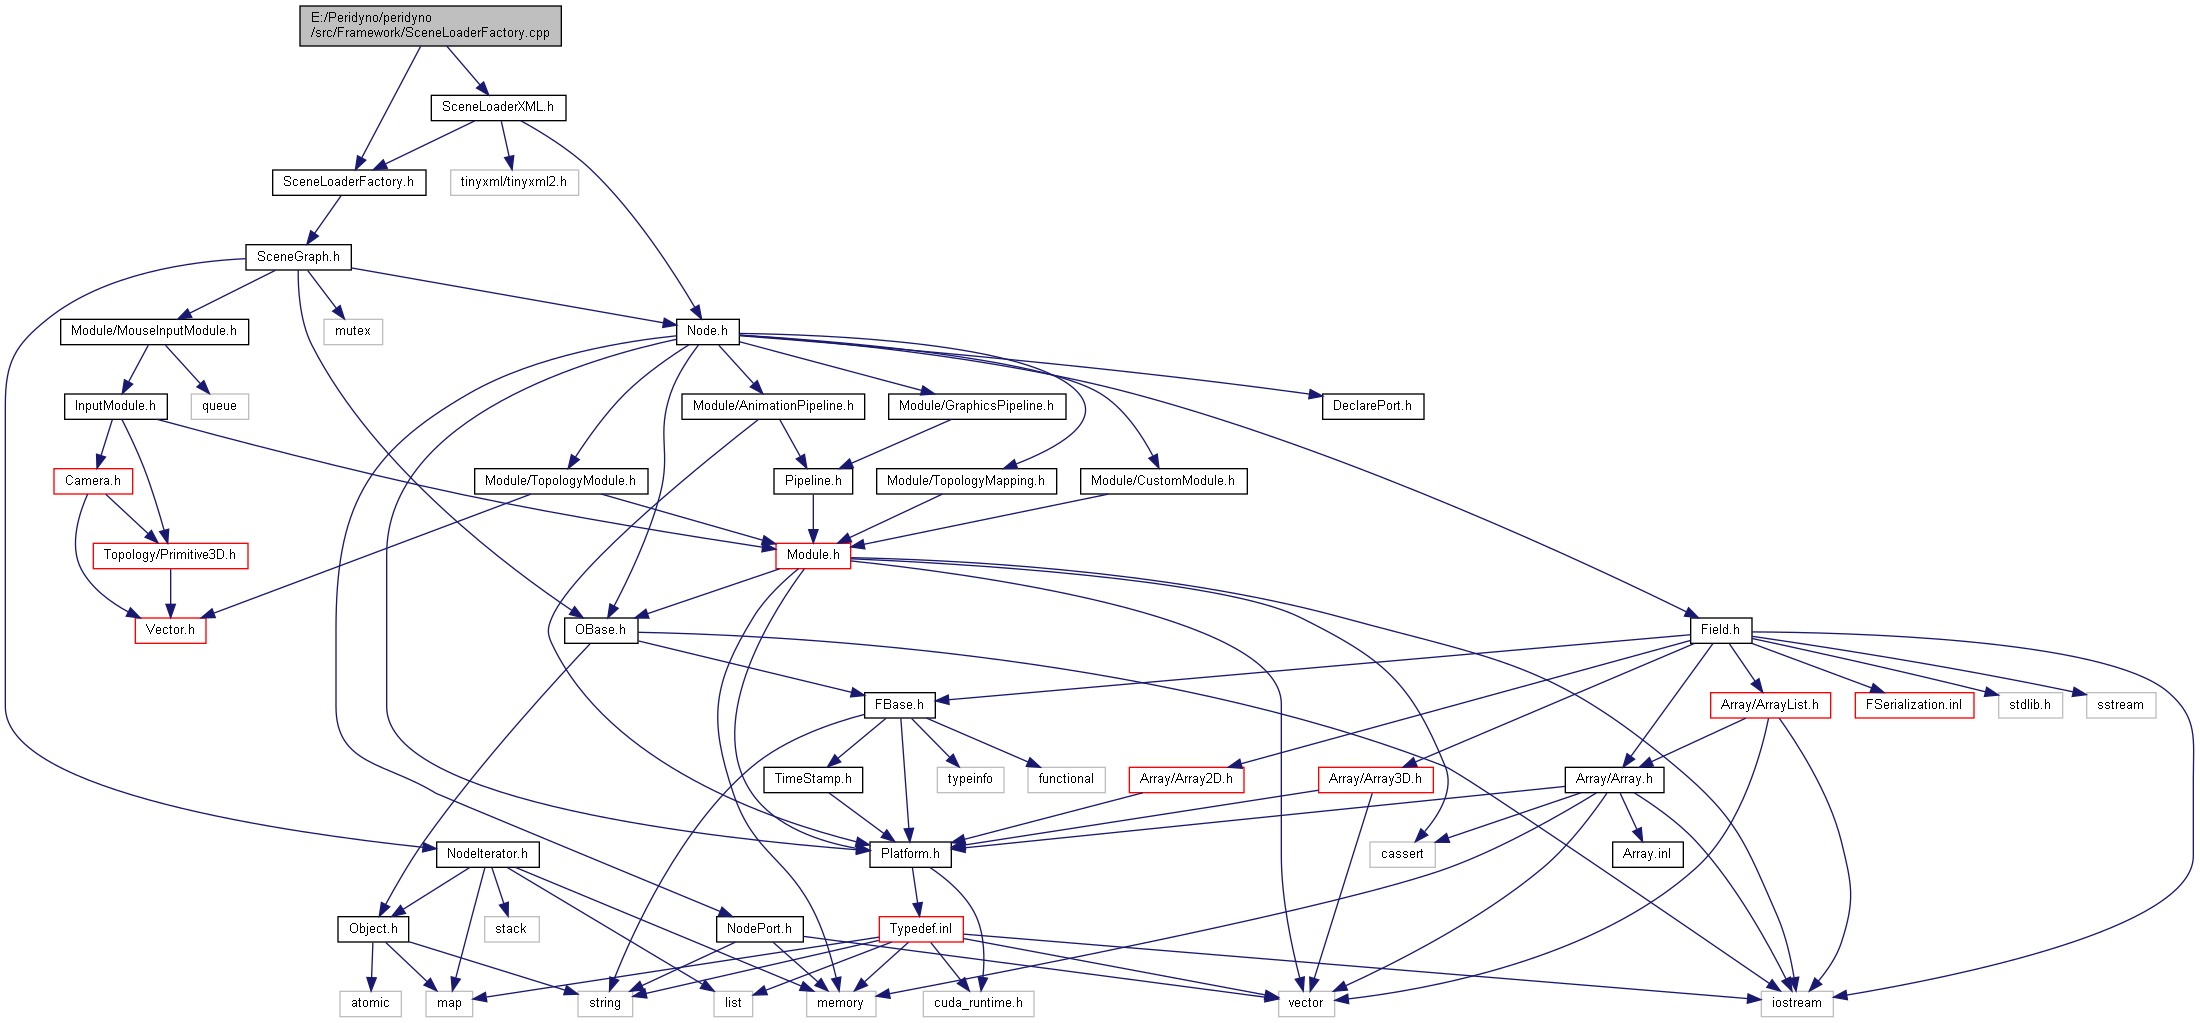 E:/Peridyno/peridyno
/src/Framework/SceneLoaderFactory.cpp
SceneLoaderXML.h
SceneLoaderFactory.h
tinyxml/tinyxml2.h
SceneGraph.h
Module/MouseInputModule.h
mutex
Node.h
InputModule.h
queue
Module/AnimationPipeline.h
Module/GraphicsPipeline.h
DeclarePort.h
Camera.h
Module/TopologyModule.h
Pipeline.h
Module/TopologyMapping.h
Module/CustomModule.h
Topology/Primitive3D.h
Module.h
Vector.h
OBase.h
Field.h
FBase.h
Array/ArrayList.h
FSerialization.inl
stdlib.h
sstream
TimeStamp.h
typeinfo
functional
Array/Array2D.h
Array/Array3D.h
Array/Array.h
NodeIterator.h
Platform.h
cassert
Array.inl
Object.h
stack
NodePort.h
Typedef.inl
atomic
map
string
list
memory
cuda_runtime.h
vector
iostream